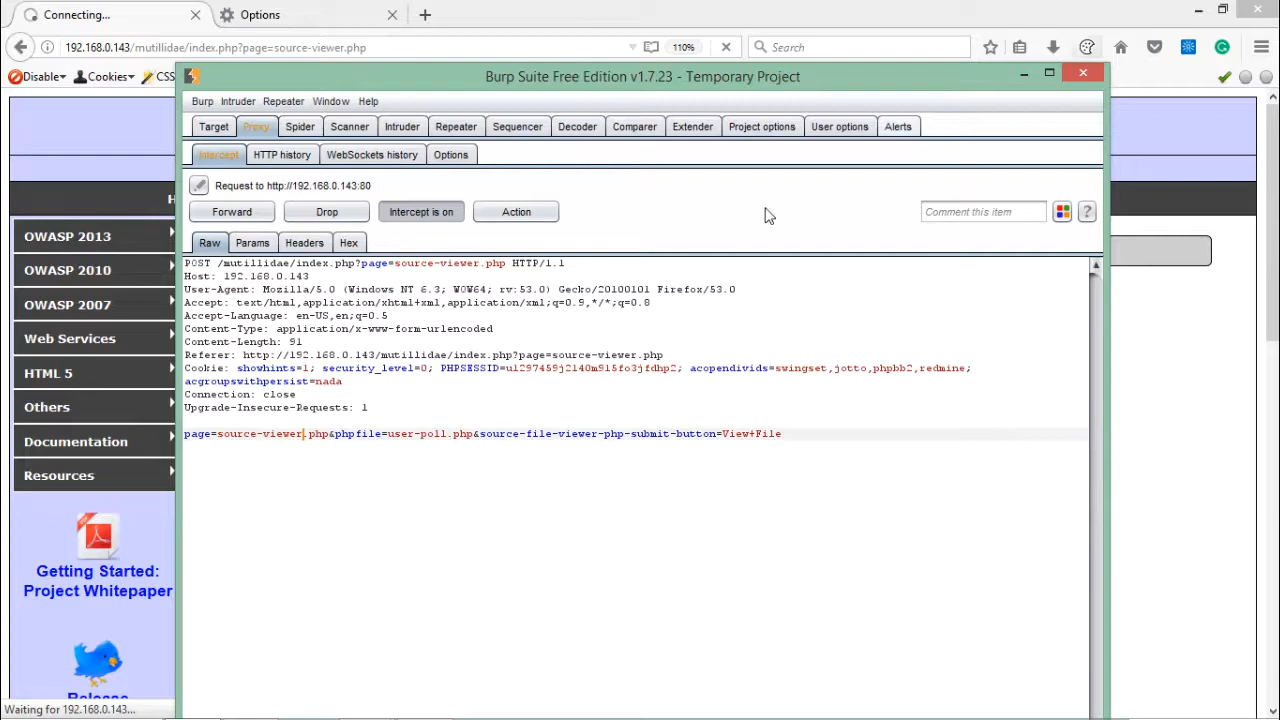 Connecting...
Options
192.168.0.143/mutillidae/index.php?page=source-viewer.php
110%
Search
Disable
Cookies
CSS
Burp Suite Free Edition v1.7.23 - Temporary Project
Burp Intruder Repeater Window Help
Target Proxy Spider Scanner Intruder Repeater Sequencer Decoder Comparer Extender Project options User options Alerts
Intercept HTTP history WebSockets history Options
Request to http://192.168.0.143:80
Forward Drop Intercept is on Action
Comment this item
?
Raw Params Headers Hex
POST /mutillidae/index.php?page=source-viewer.php HTTP/1.1
Host: 192.168.0.143
User-Agent: Mozilla/5.0 (Windows NT 6.3; WOW64; rv:53.0) Gecko/20100101 Firefox/53.0
Accept: text/html,application/xhtml+xml,application/xml;q=0.9,*/*;q=0.8
Accept-Language: en-US,en;q=0.5
Content-Type: application/x-www-form-urlencoded
Content-Length: 91
Referer: http://192.168.0.143/mutillidae/index.php?page=source-viewer.php
Cookie: showhints=1; security_level=0; PHPSESSID=u1297459j2140m915fo3jfdhp2; acopendivids=swingset,jotto,phpbb2,redmine;
acgroupswithpersist=nada
Connection: close
Upgrade-Insecure-Requests: 1
page=source-viewer.php&phpfile=user-poll.php&source-file-viewer-php-submit-button=View+File
H
OWASP 2013
OWASP 2010
OWASP 2007
Web Services
HTML 5
Others
Documentation
Resources
Getting Started:
Project Whitepaper
Release
Waiting for 192.168.0.143...